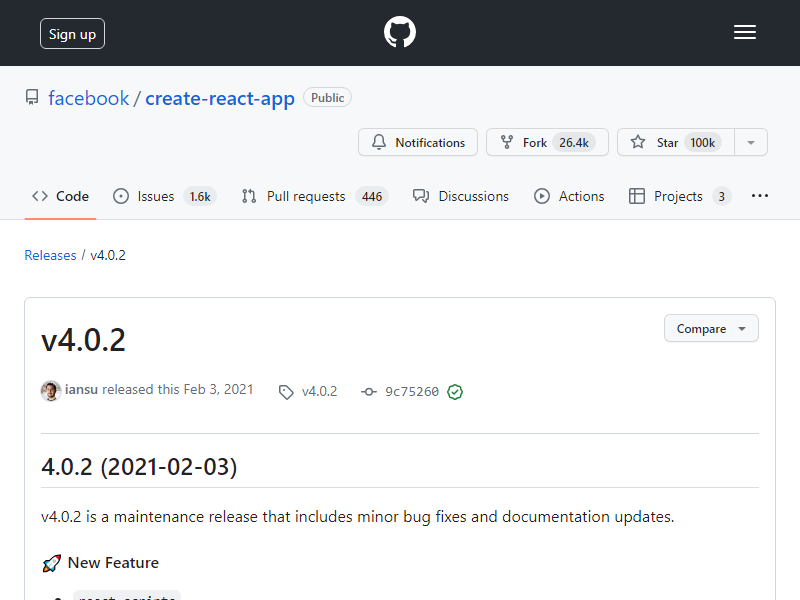 Sign up
facebook / create-react-app Public
Notifications Fork 26.4k Star 100k
Code Issues 1.6k Pull requests 446 Discussions Actions Projects 3
Releases / v4.0.2
v4.0.2 Compare
iansu released this Feb 3, 2021 v4.0.2 9c75260
4.0.2 (2021-02-03)
v4.0.2 is a maintenance release that includes minor bug fixes and documentation updates.
🚀 New Feature
react-scripts